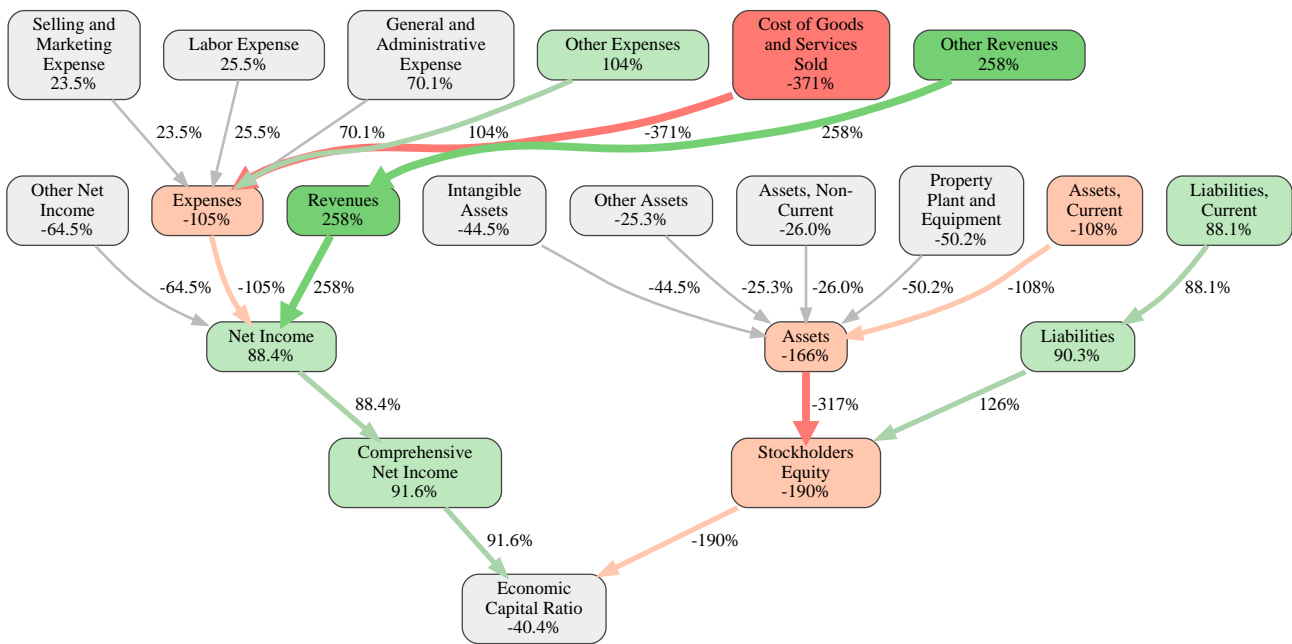 Selling and
Marketing
Expense
23.5%
Labor Expense
25.5%
General and
Administrative
Expense
70.1%
Other Expenses
104%
Cost of Goods
and Services
Sold
-371%
Other Revenues
258%
23.5%
25.5%
70.1%
104%
-371%
258%
Other Net
Income
-64.5%
Expenses
-105%
Revenues
258%
Intangible
Assets
-44.5%
Other Assets
-25.3%
Assets, Non-
Current
-26.0%
Property
Plant and
Equipment
-50.2%
Assets,
Current
-108%
Liabilities,
Current
88.1%
-64.5%
-105%
258%
-44.5%
-25.3%
-26.0%
-50.2%
-108%
88.1%
Net Income
88.4%
Assets
-166%
Liabilities
90.3%
88.4%
-317%
126%
Comprehensive
Net Income
91.6%
Stockholders
Equity
-190%
91.6%
-190%
Economic
Capital Ratio
-40.4%